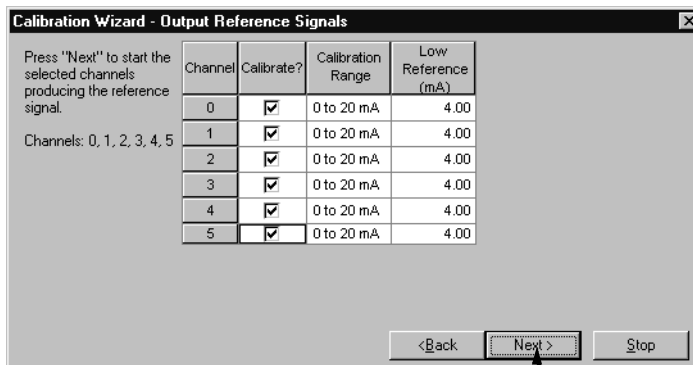 Calibration Wizard - Output Reference Signals
Press "Next" to start the
selected channels
producing the reference
signal.
Channels: 0, 1, 2, 3, 4, 5
Channel Calibrate? Calibration Range Low Reference (mA)
0 0 to 20 mA 4.00
1 0 to 20 mA 4.00
2 0 to 20 mA 4.00
3 0 to 20 mA 4.00
4 0 to 20 mA 4.00
5 0 to 20 mA 4.00
<Back Next > Stop